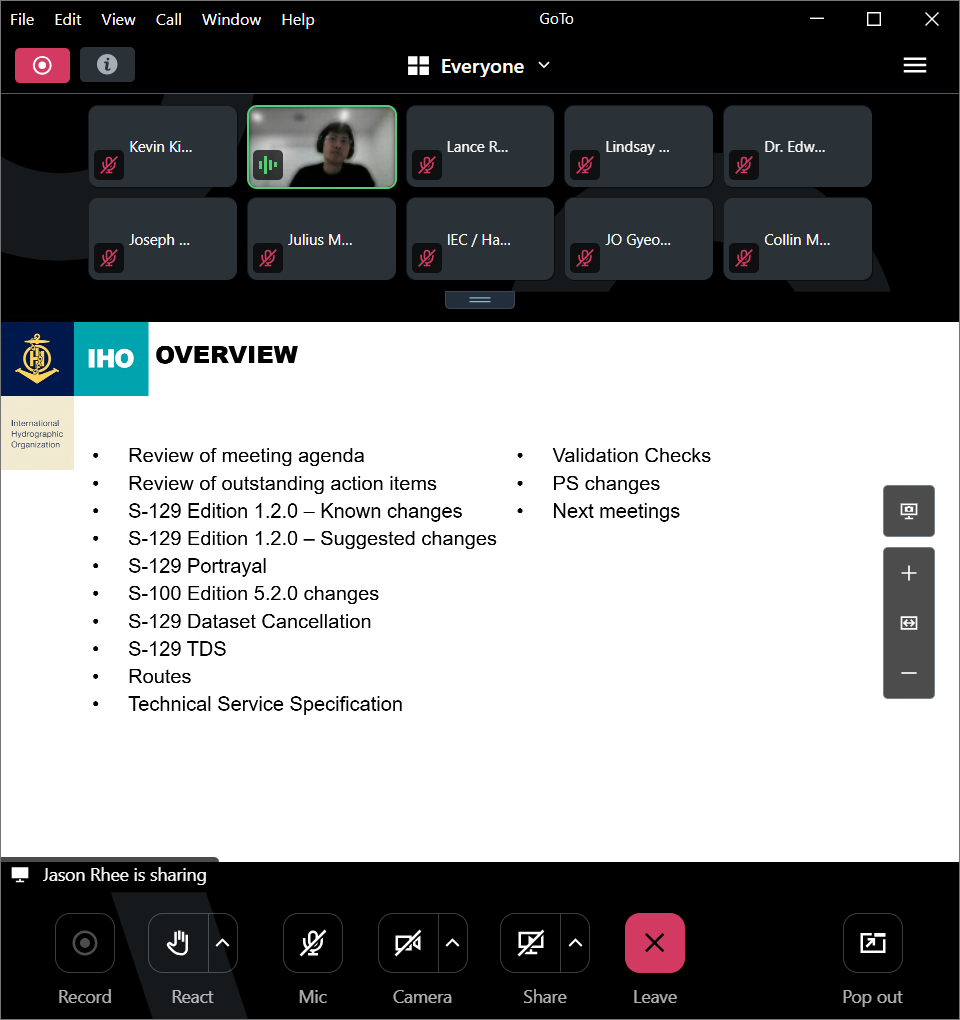 File Edit View Call Window Help GoTo
Everyone
Kevin Ki...
Lance R...
Lindsay ...
Dr. Edw...
Joseph ...
Julius M...
IEC / Ha...
JO Gyeo...
Collin M...
IHO OVERVIEW
International
Hydrographic
Organization
• Review of meeting agenda
• Review of outstanding action items
• S-129 Edition 1.2.0 – Known changes
• S-129 Edition 1.2.0 – Suggested changes
• S-129 Portrayal
• S-100 Edition 5.2.0 changes
• S-129 Dataset Cancellation
• S-129 TDS
• Routes
• Technical Service Specification
• Validation Checks
• PS changes
• Next meetings
Jason Rhee is sharing
Record React Mic Camera Share Leave Pop out